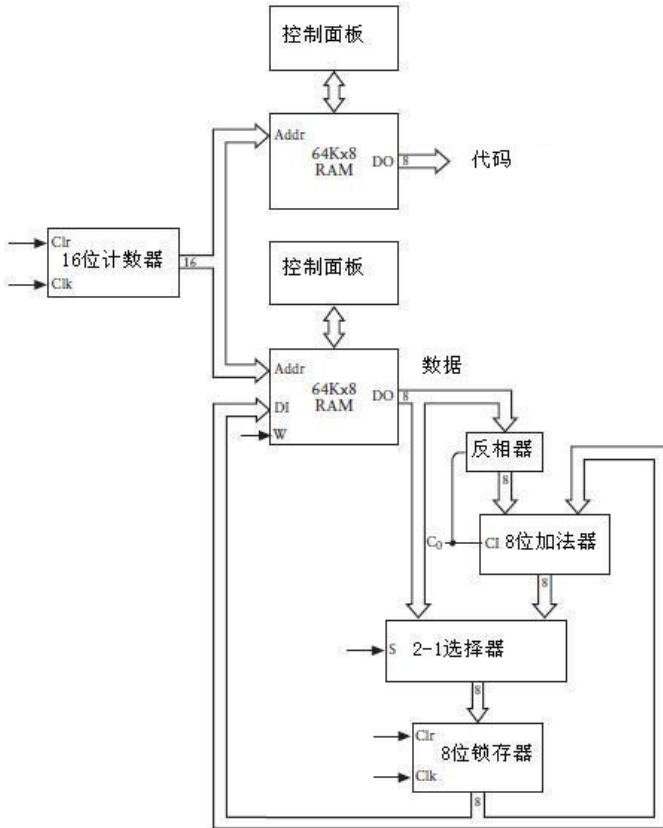 控制面板
Addr
64Kx8
RAM
DO
8
代码
Clr
16位计数器
Clk
16
控制面板
Addr
64Kx8
RAM
DO
8
数据
DI
W
反相器
8
C₀
CI
8位加法器
8
S
2-1选择器
8
Clr
8位锁存器
Clk
8